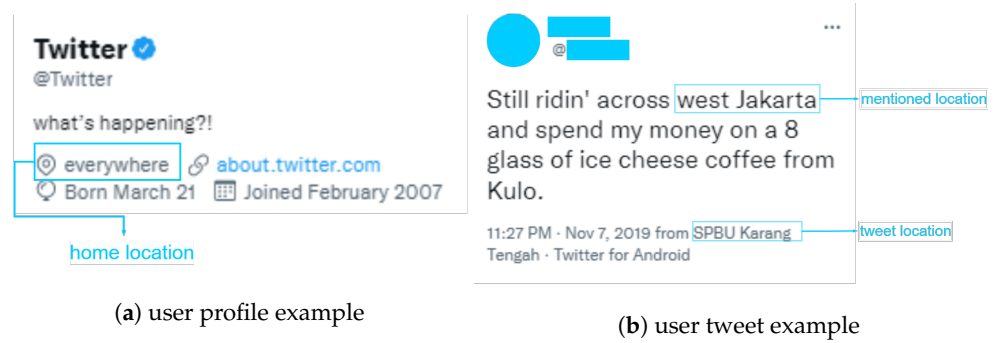 Twitter
@Twitter
what's happening?!
everywhere about.twitter.com
Born March 21 Joined February 2007
home location
(a) user profile example
...
@
Still ridin' across west Jakarta
and spend my money on a 8
glass of ice cheese coffee from
Kulo.
11:27 PM · Nov 7, 2019 from SPBU Karang
Tengah · Twitter for Android
mentioned location
tweet location
(b) user tweet example